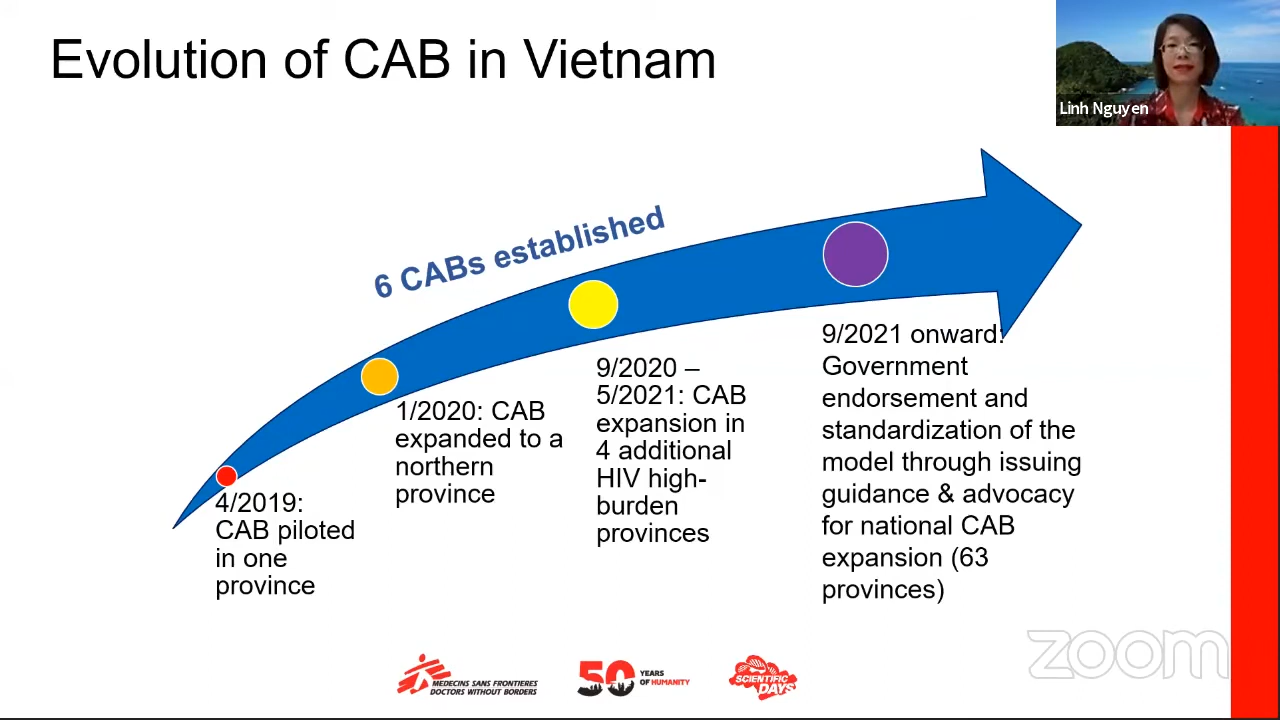 Evolution of CAB in Vietnam
Linh Nguyen
6 CABs established
4/2019:
CAB piloted
in one
province
1/2020: CAB
expanded to a
northern
province
9/2020 –
5/2021: CAB
expansion in
4 additional
HIV high-
burden
provinces
9/2021 onward:
Government
endorsement and
standardization of the
model through issuing
guidance & advocacy
for national CAB
expansion (63
provinces)
MEDECINS SANS FRONTIERES
DOCTORS WITHOUT BORDERS
50 YEARS
OF HUMANITY
SCIENTIFIC
DAYS
zoom